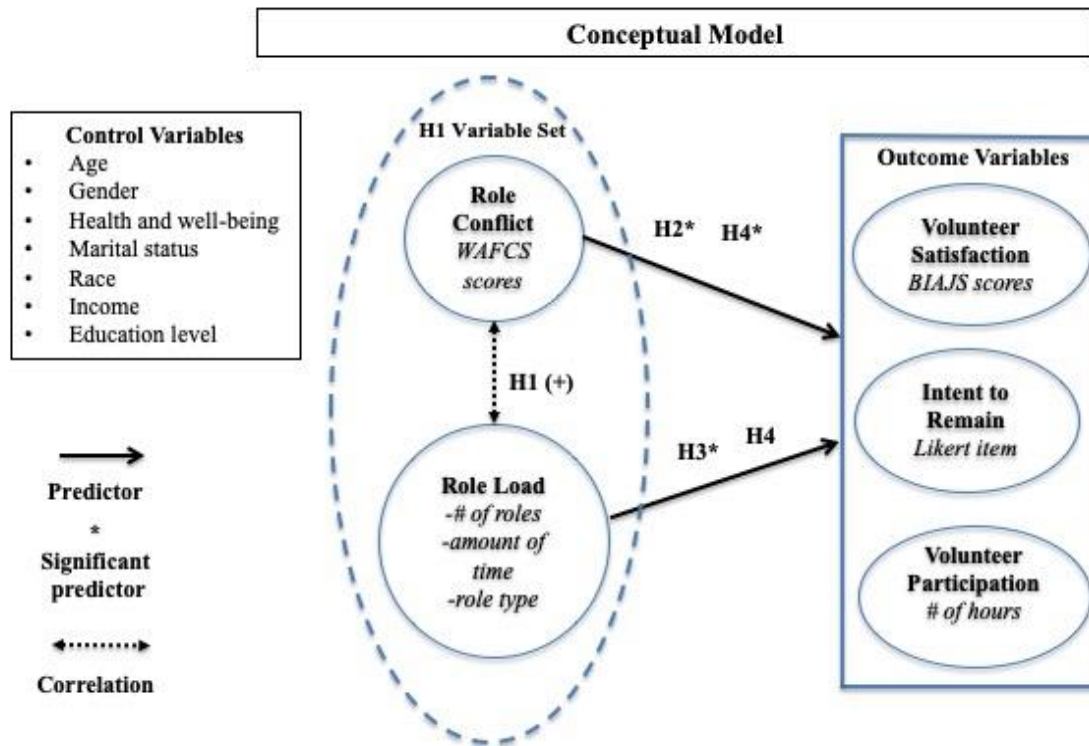 Conceptual Model
Control Variables
• Age
• Gender
• Health and well-being
• Marital status
• Race
• Income
• Education level
Predictor
*
Significant
predictor
Correlation
H1 Variable Set
Role
Conflict
WAFCS
scores
H1 (+)
Role Load
-# of roles
-amount of
time
-role type
H2* H4*
H3* H4
Outcome Variables
Volunteer
Satisfaction
BIAJS scores
Intent to
Remain
Likert item
Volunteer
Participation
# of hours